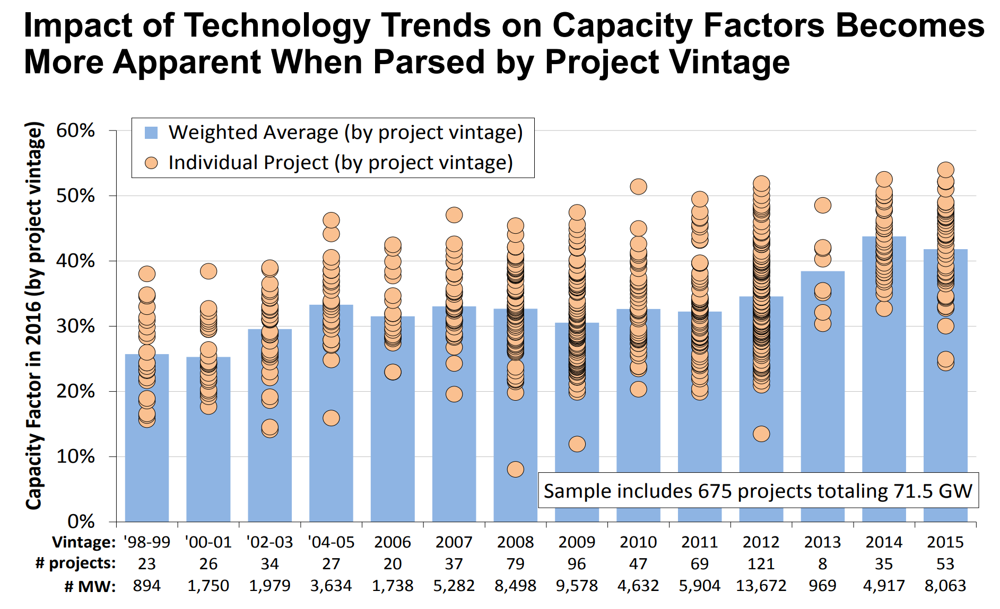 Impact of Technology Trends on Capacity Factors Becomes
More Apparent When Parsed by Project Vintage
Capacity Factor in 2016 (by project vintage)
60%
50%
40%
30%
20%
10%
0%
Weighted Average (by project vintage)
Individual Project (by project vintage)
Sample includes 675 projects totaling 71.5 GW
Vintage: '98-99 '00-01 '02-03 '04-05 2006 2007 2008 2009 2010 2011 2012 2013 2014 2015
# projects: 23 26 34 27 20 37 79 96 47 69 121 8 35 53
# MW: 894 1,750 1,979 3,634 1,738 5,282 8,498 9,578 4,632 5,904 13,672 969 4,917 8,063